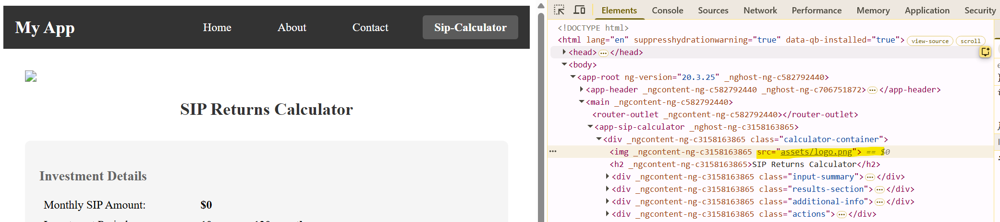 My App Home About Contact Sip-Calculator
SIP Returns Calculator
Investment Details
Monthly SIP Amount: $0
Elements Console Sources Network Performance Memory Application Security
<!DOCTYPE html>
<html lang="en" suppresshydrationwarning="true" data-qb-installed="true"> view-source scroll
<head> … </head>
<body>
<app-root ng-version="20.3.25" _nghost-ng-c582792440>
<app-header _ngcontent-ng-c582792440 _nghost-ng-c706751872> … </app-header>
<main _ngcontent-ng-c582792440>
<router-outlet _ngcontent-ng-c582792440></router-outlet>
<app-sip-calculator _nghost-ng-c3158163865>
<div _ngcontent-ng-c3158163865 class="calculator-container">
… <img _ngcontent-ng-c3158163865 src="assets/logo.png"> == $0
<h2 _ngcontent-ng-c3158163865>SIP Returns Calculator</h2>
<div _ngcontent-ng-c3158163865 class="input-summary"> … </div>
<div _ngcontent-ng-c3158163865 class="results-section"> … </div>
<div _ngcontent-ng-c3158163865 class="additional-info"> … </div>
<div _ngcontent-ng-c3158163865 class="actions"> … </div>